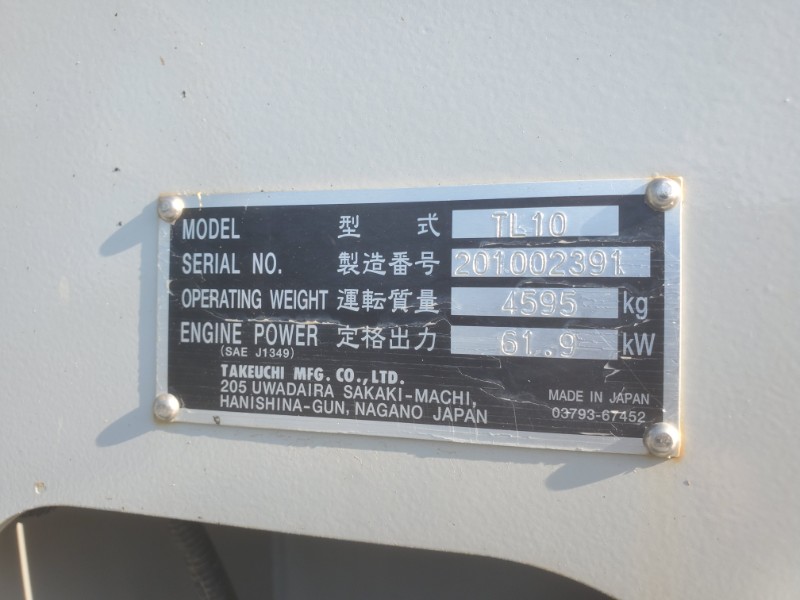 MODEL 型 式 TL10
SERIAL NO. 製造番号 201002391
OPERATING WEIGHT 運転質量 4595 kg
ENGINE POWER 定格出力 61.9 kW
(SAE J1349)
TAKEUCHI MFG. CO., LTD.
205 UWADAIRA SAKAKI-MACHI,
HANISHINA-GUN, NAGANO JAPAN
MADE IN JAPAN
03793-67452